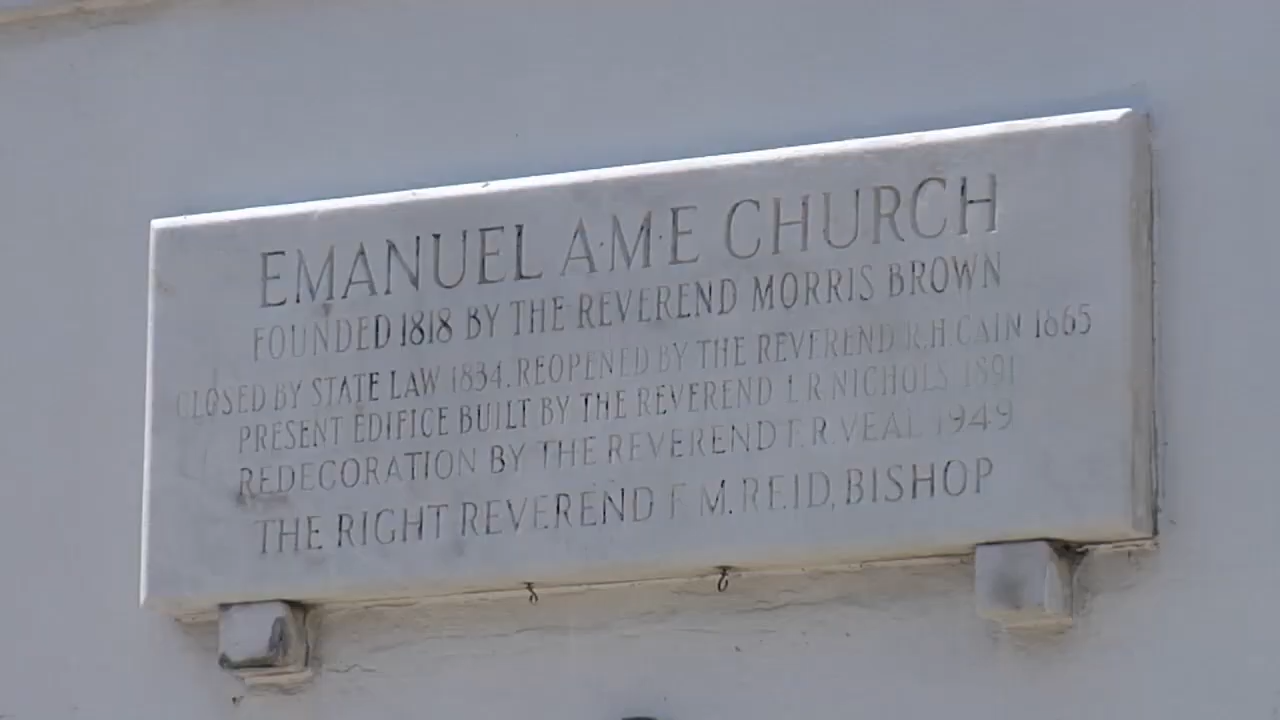 EMANUEL A·M·E CHURCH
FOUNDED 1818 BY THE REVEREND MORRIS BROWN
CLOSED BY STATE LAW 1834. REOPENED BY THE REVEREND R.H. CAIN 1865
PRESENT EDIFICE BUILT BY THE REVEREND L R NICHOLS 1891
REDECORATION BY THE REVEREND F. R. VEAL 1949
THE RIGHT REVEREND F M. REID, BISHOP